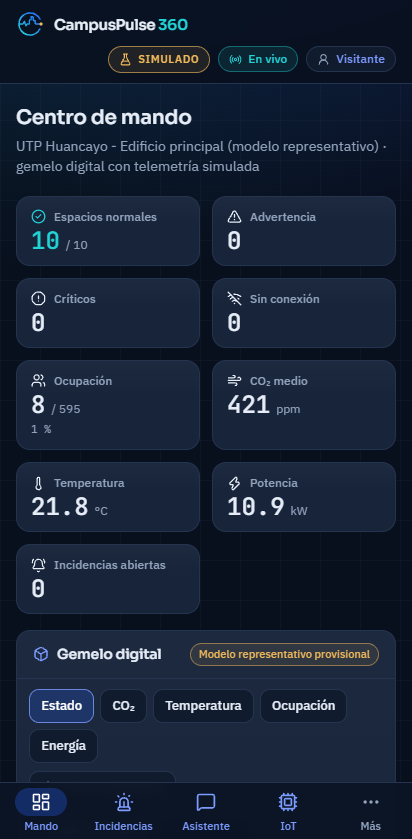 CampusPulse 360
SIMULADO
En vivo
Visitante
Centro de mando
UTP Huancayo - Edificio principal (modelo representativo) ·
gemelo digital con telemetría simulada
Espacios normales
10 / 10
Advertencia
0
Críticos
0
Sin conexión
0
Ocupación
8 / 595
1 %
CO₂ medio
421 ppm
Temperatura
21.8 °C
Potencia
10.9 kW
Incidencias abiertas
0
Gemelo digital
Modelo representativo provisional
Estado
CO₂
Temperatura
Ocupación
Energía
Mando
Incidencias
Asistente
IoT
Más